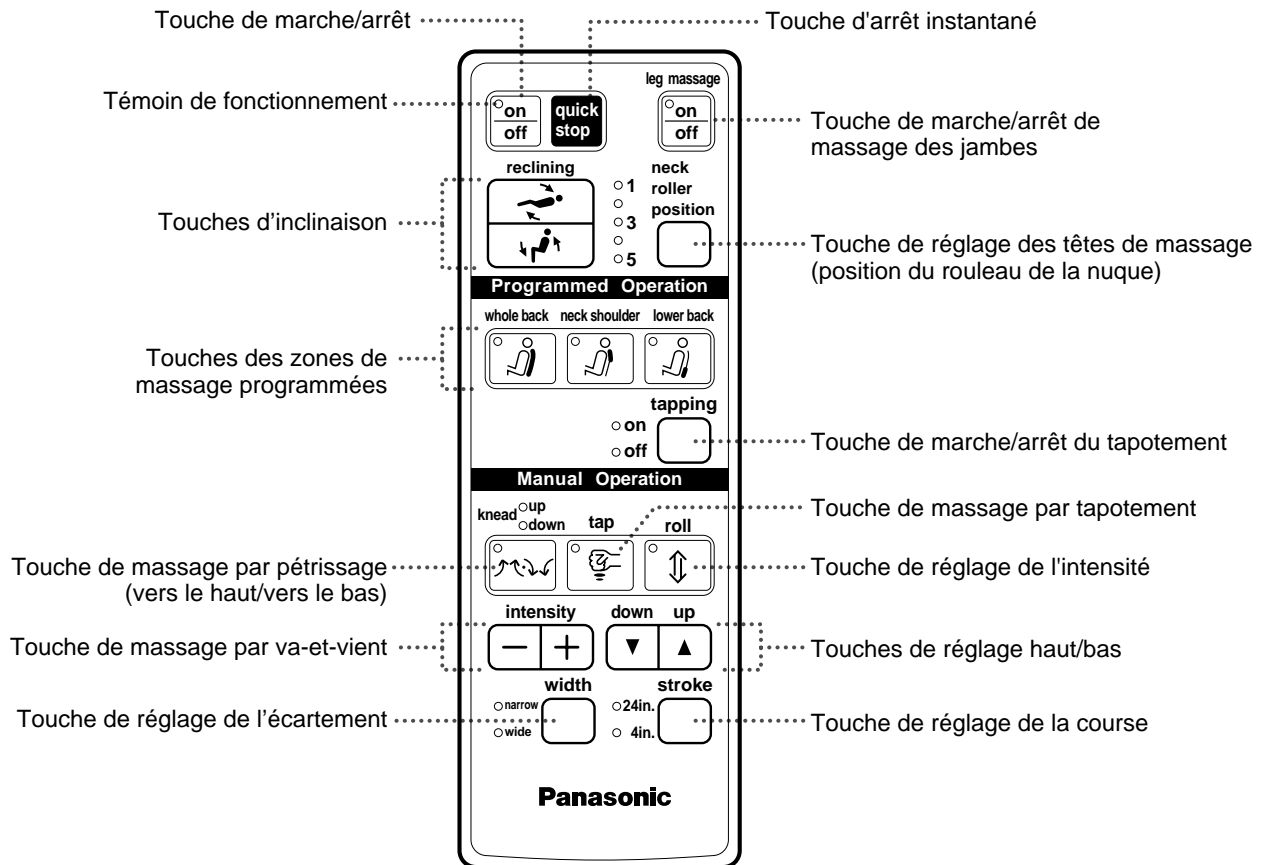 Touche de marche/arrêt
Touche d'arrêt instantané
leg massage
Témoin de fonctionnement
on
off
quick
stop
on
off
Touche de marche/arrêt de
massage des jambes
reclining
neck
roller
position
1
3
5
Touches d’inclinaison
Touche de réglage des têtes de massage
(position du rouleau de la nuque)
Programmed Operation
whole back neck shoulder lower back
Touches des zones de
massage programmées
tapping
on
off
Touche de marche/arrêt du tapotement
Manual Operation
Touche de massage par tapotement
knead
up
down
tap
roll
Touche de massage par pétrissage
(vers le haut/vers le bas)
Touche de réglage de l'intensité
intensity
down up
Touche de massage par va-et-vient
− +
▼ ▲
Touches de réglage haut/bas
width
stroke
narrow
wide
24in.
4in.
Touche de réglage de l’écartement
Touche de réglage de la course
Panasonic